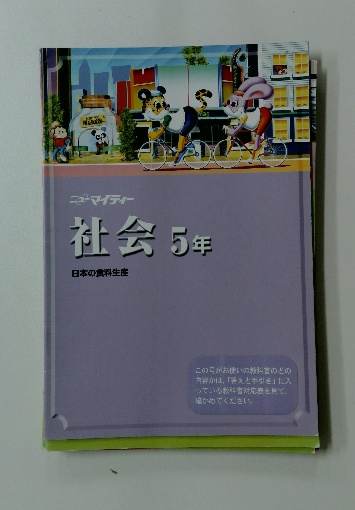 ニューマイティー
社会 5年
日本の食料生産
この号がお使いの教科書のどの
内容かは、「答えと手引き」に入
っている教科書対応表を見て、
確かめてください。